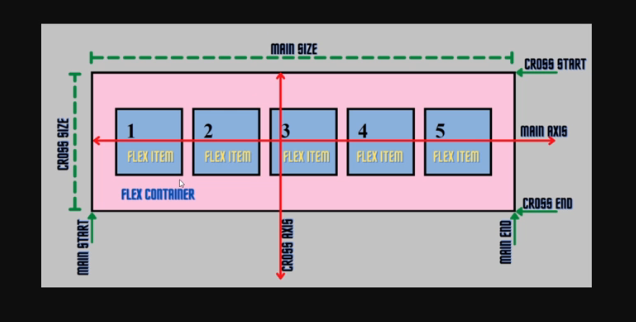 MAIN SIZE
CROSS START
CROSS SIZE
1
2
3
4
5
FLEX ITEM
FLEX ITEM
FLEX ITEM
FLEX ITEM
FLEX ITEM
MAIN AXIS
FLEX CONTAINER
CROSS END
MAIN START
CROSS AXIS
MAIN END